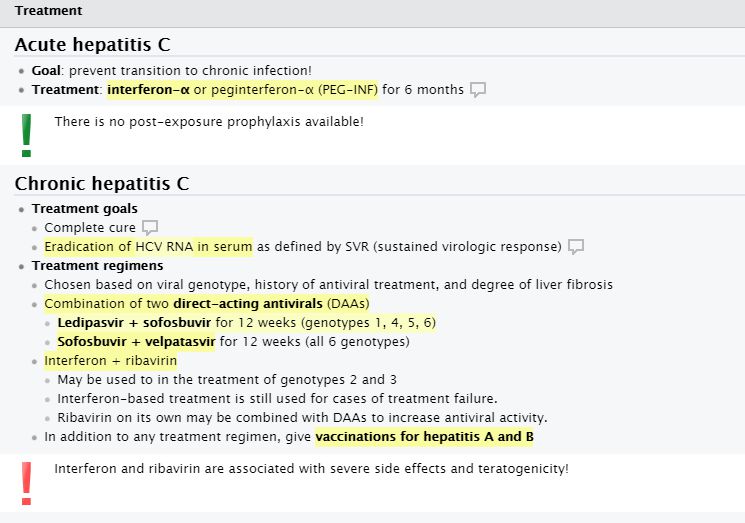 Treatment
Acute hepatitis C
Goal: prevent transition to chronic infection!
Treatment: interferon-α or peginterferon-α (PEG-INF) for 6 months
There is no post-exposure prophylaxis available!
Chronic hepatitis C
Treatment goals
Complete cure
Eradication of HCV RNA in serum as defined by SVR (sustained virologic response)
Treatment regimens
Chosen based on viral genotype, history of antiviral treatment, and degree of liver fibrosis
Combination of two direct-acting antivirals (DAAs)
Ledipasvir + sofosbuvir for 12 weeks (genotypes 1, 4, 5, 6)
Sofosbuvir + velpatasvir for 12 weeks (all 6 genotypes)
Interferon + ribavirin
May be used to in the treatment of genotypes 2 and 3
Interferon-based treatment is still used for cases of treatment failure.
Ribavirin on its own may be combined with DAAs to increase antiviral activity.
In addition to any treatment regimen, give vaccinations for hepatitis A and B
Interferon and ribavirin are associated with severe side effects and teratogenicity!